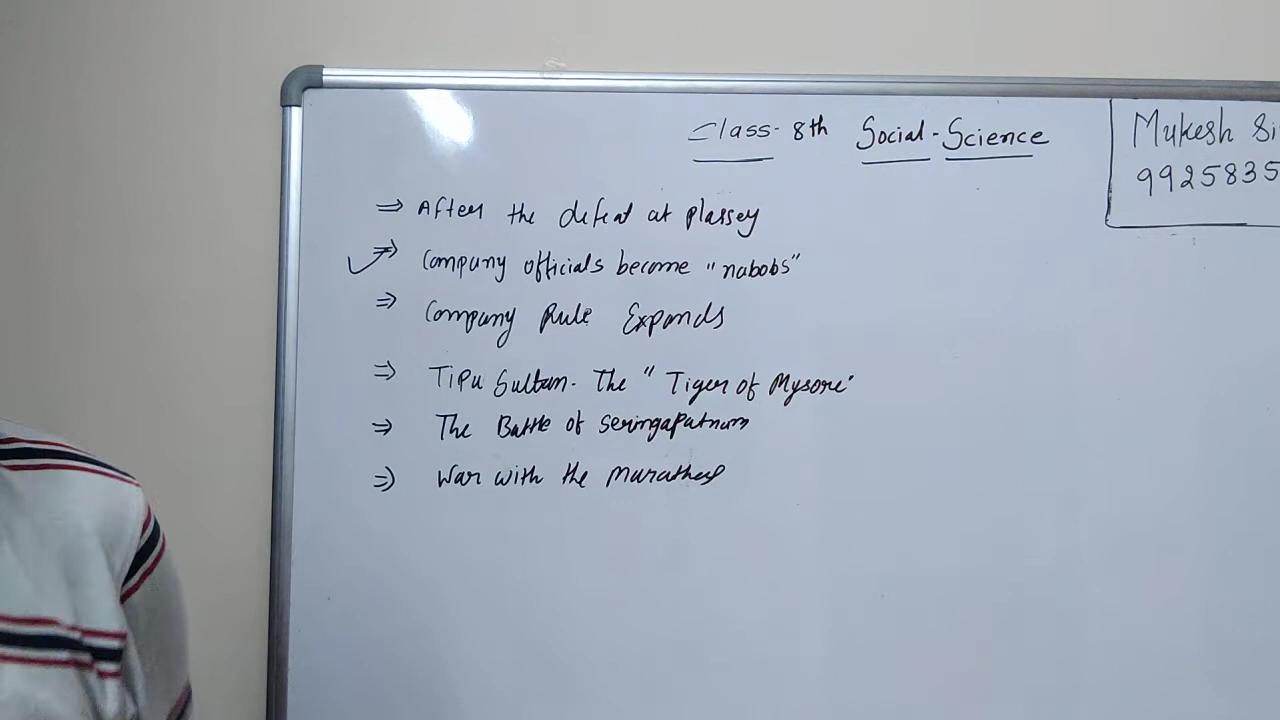 Class- 8th Social-Science
Mukesh Si
9925835
⇒ After the defeat at plassey
✓⇒ Company officials become "nabobs"
⇒ Company Rule Expands
⇒ Tipu Sultan- The "Tiger of Mysore"
⇒ The Battle of Seringapatnam
⇒ War with the Marathas